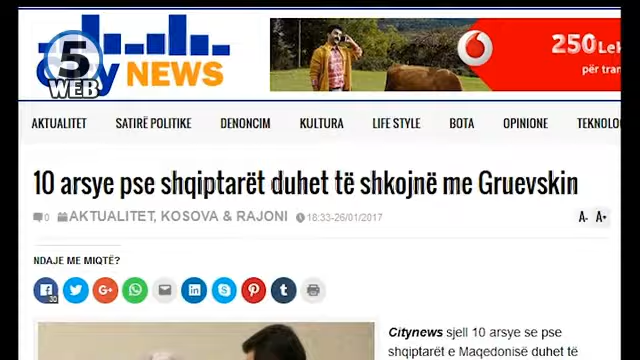 5
WEB
City NEWS
250Lek
për tran
AKTUALITET SATIRË POLITIKE DENONCIM KULTURA LIFE STYLE BOTA OPINIONE TEKNOLO
10 arsye pse shqiptarët duhet të shkojnë me Gruevskin
0 AKTUALITET, KOSOVA & RAJONI 18:33-26/01/2017 A- A+
NDAJE ME MIQTË?
30
Citynews sjell 10 arsye se pse
shqiptarët e Maqedonisë duhet të